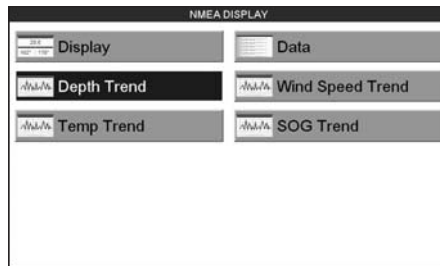 NMEA DISPLAY
Display
Data
Depth Trend
Wind Speed Trend
Temp Trend
SOG Trend